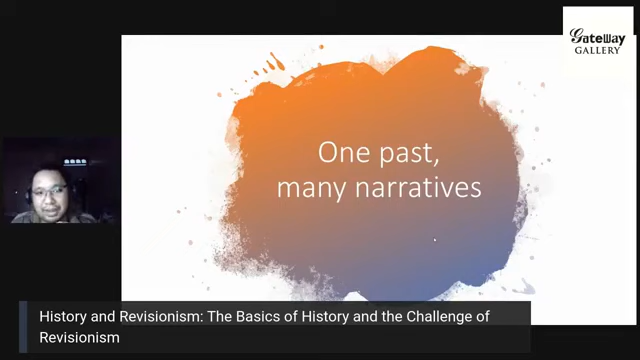 GateWay
GALLERY
One past,
many narratives
History and Revisionism: The Basics of History and the Challenge of
Revisionism